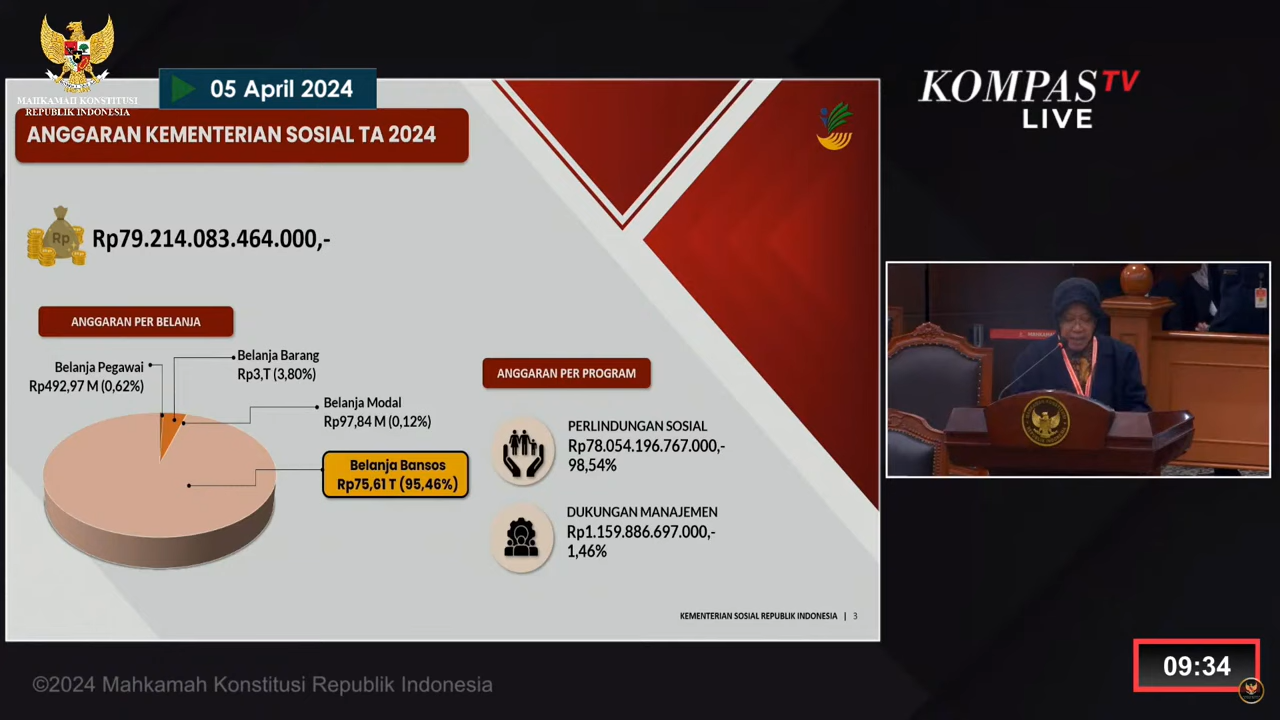 MAHKAMAH KONSTITUSI
REPUBLIK INDONESIA
05 April 2024
KOMPAS TV
LIVE
ANGGARAN KEMENTERIAN SOSIAL TA 2024
Rp
Rp79.214.083.464.000,-
ANGGARAN PER BELANJA
Belanja Pegawai
Rp492,97 M (0,62%)
Belanja Barang
Rp3,T (3,80%)
Belanja Modal
Rp97,84 M (0,12%)
Belanja Bansos
Rp75,61 T (95,46%)
ANGGARAN PER PROGRAM
PERLINDUNGAN SOSIAL
Rp78.054.196.767.000,-
98,54%
DUKUNGAN MANAJEMEN
Rp1.159.886.697.000,-
1,46%
KEMENTERIAN SOSIAL REPUBLIK INDONESIA | 3
09:34
©2024 Mahkamah Konstitusi Republik Indonesia